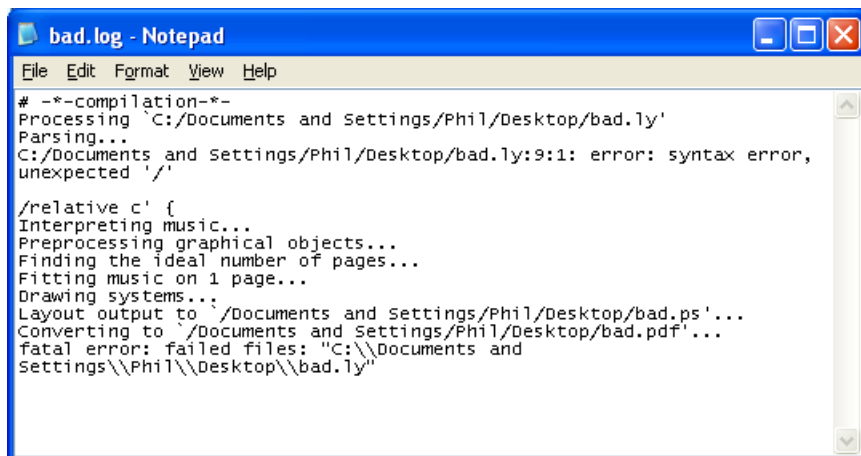 bad.log - Notepad
File Edit Format View Help
# -*-compilation-*-
Processing `C:/Documents and Settings/Phil/Desktop/bad.ly'
Parsing...
C:/Documents and Settings/Phil/Desktop/bad.ly:9:1: error: syntax error,
unexpected '/'
/relative c' {
Interpreting music...
Preprocessing graphical objects...
Finding the ideal number of pages...
Fitting music on 1 page...
Drawing systems...
Layout output to `/Documents and Settings/Phil/Desktop/bad.ps'...
Converting to `/Documents and Settings/Phil/Desktop/bad.pdf'...
fatal error: failed files: "C:\\Documents and
Settings\\Phil\\Desktop\\bad.ly"